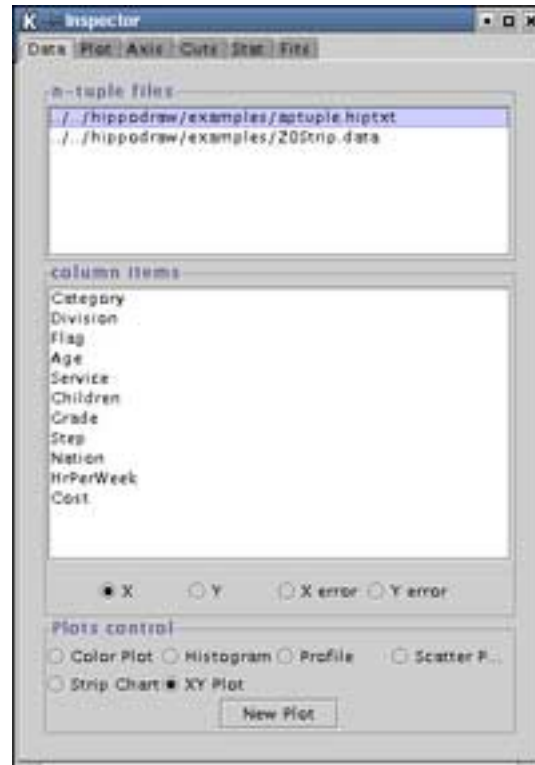 Inspector
Data Plot Axis Cuts Stat Fits
n-tuple files
../../hippodraw/examples/aptuple.hiptxt
../../hippodraw/examples/Z0Strip.data
column items
Category
Division
Flag
Age
Service
Children
Grade
Step
Nation
HrPerWeek
Cost
X Y X error Y error
Plots control
Color Plot Histogram Profile Scatter P...
Strip Chart XY Plot
New Plot